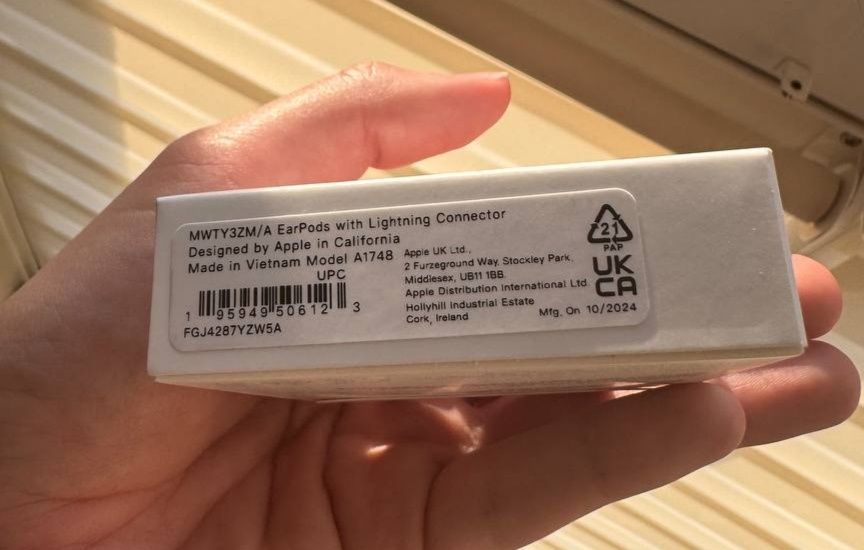 MWTY3ZM/A EarPods with Lightning Connector
Designed by Apple in California
Made in Vietnam Model A1748
UPC
1 95949 50612 3
FGJ4287YZW5A
Apple UK Ltd.,
2 Furzeground Way, Stockley Park,
Middlesex, UB11 1BB.
Apple Distribution International Ltd.
Hollyhill Industrial Estate
Cork, Ireland
21
PAP
UK
CA
Mfg. On 10/2024